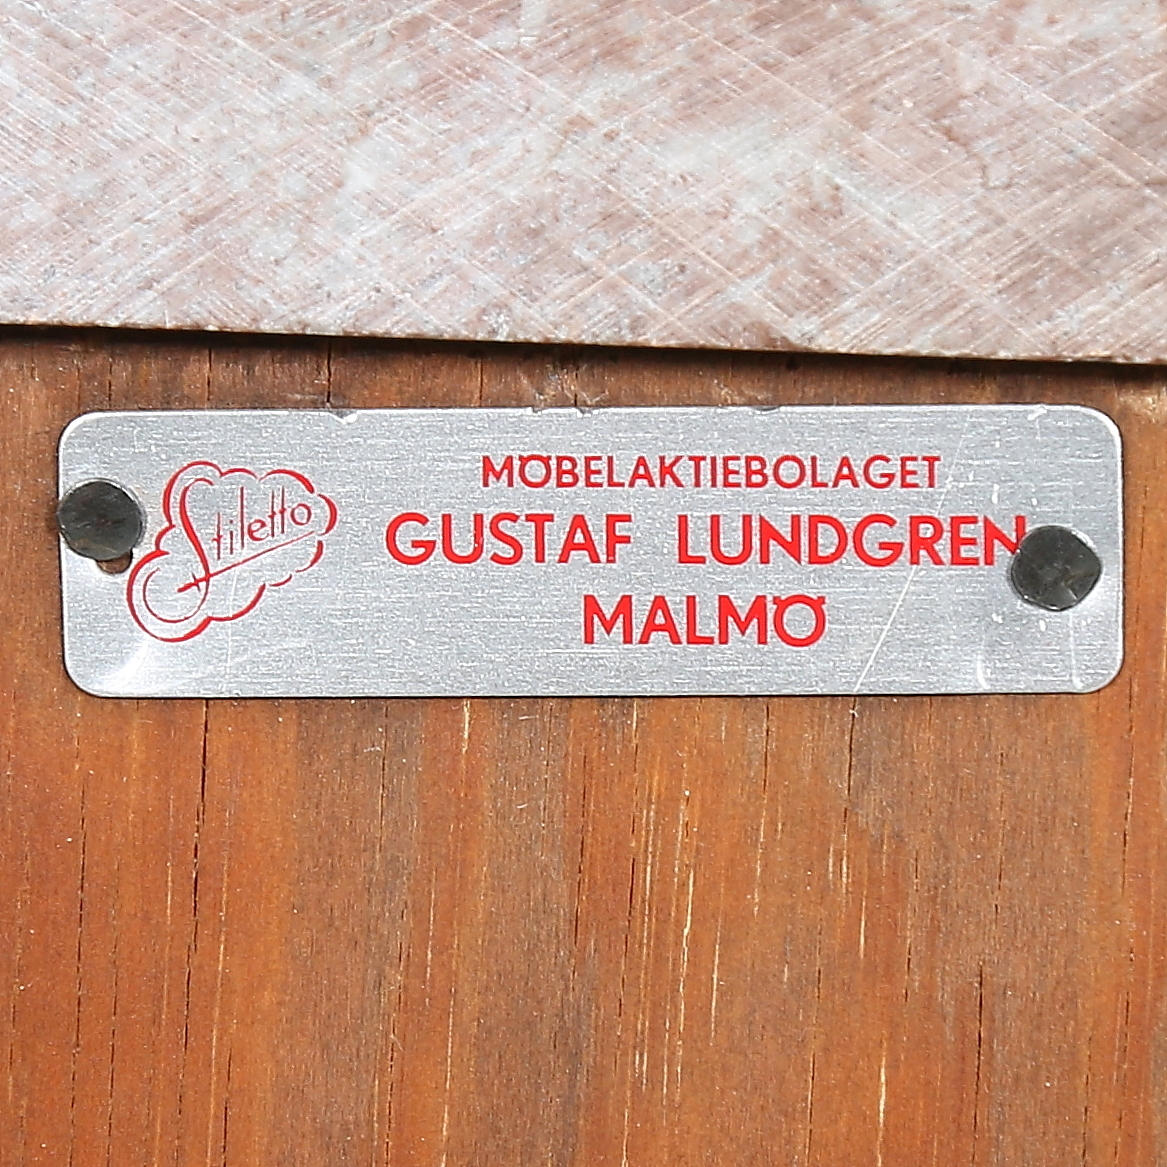 Stiletto
MÖBELAKTIEBOLAGET
GUSTAF LUNDGREN
MALMÖ